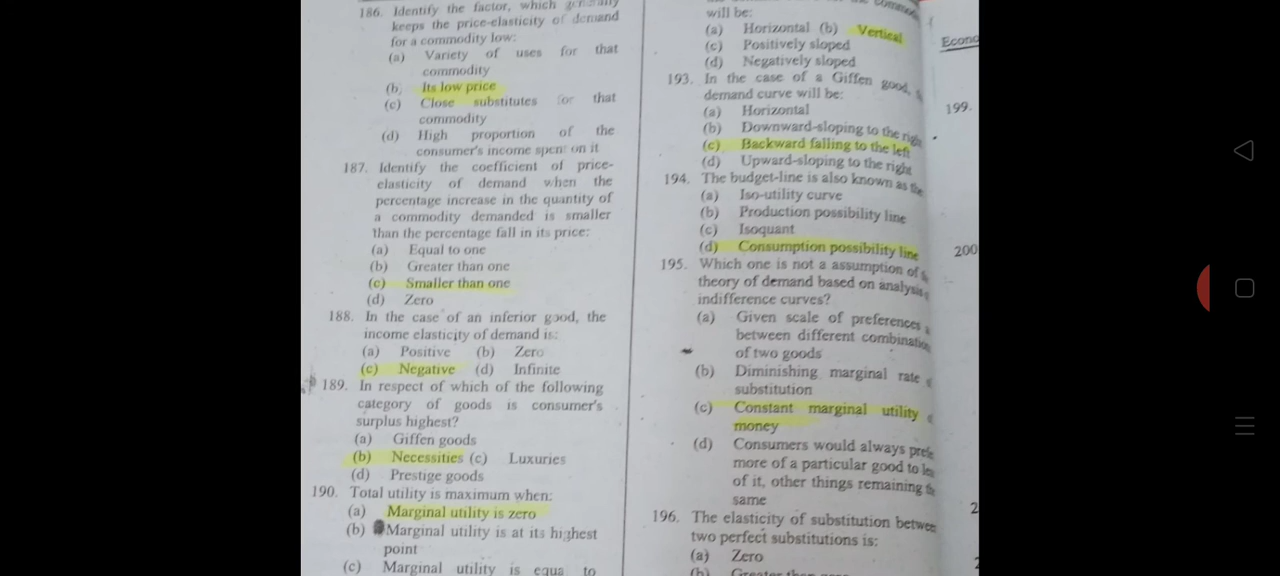 186. Identify the factor, which
keeps the price-elasticity of demand
for a commodity low:
(a) Variety of uses for that
commodity
(b) Its low price
(c) Close substitutes for that
commodity
(d) High proportion of the
consumer's income spent on it
187. Identify the coefficient of price-
elasticity of demand when the
percentage increase in the quantity of
a commodity demanded is smaller
than the percentage fall in its price:
(a) Equal to one
(b) Greater than one
(c) Smaller than one
(d) Zero
188. In the case of an inferior good, the
income elasticity of demand is:
(a) Positive (b) Zero
(c) Negative (d) Infinite
189. In respect of which of the following
category of goods is consumer's
surplus highest?
(a) Giffen goods
(b) Necessities (c) Luxuries
(d) Prestige goods
190. Total utility is maximum when:
(a) Marginal utility is zero
(b) Marginal utility is at its highest
point
(c) Marginal utility is equa to
will be:
(a) Horizontal (b) Vertical
(c) Positively sloped
(d) Negatively sloped
193. In the case of a Giffen good,
demand curve will be:
(a) Horizontal
(b) Downward-sloping to the
(c) Backward falling to the left
(d) Upward-sloping to the right
194. The budget-line is also known as the
(a) Iso-utility curve
(b) Production possibility line
(c) Isoquant
(d) Consumption possibility line
195. Which one is not a assumption of
theory of demand based on analysis
indifference curves?
(a) Given scale of preferences
between different
of two goods
(b) Diminishing marginal rate
substitution
(c) Constant marginal utility
money
(d) Consumers would always
more of a particular good to
of it, other things remaining
same
196. The elasticity of substitution
two perfect substitutions is:
(a) Zero
(b) Greater than
Econo
199.
200